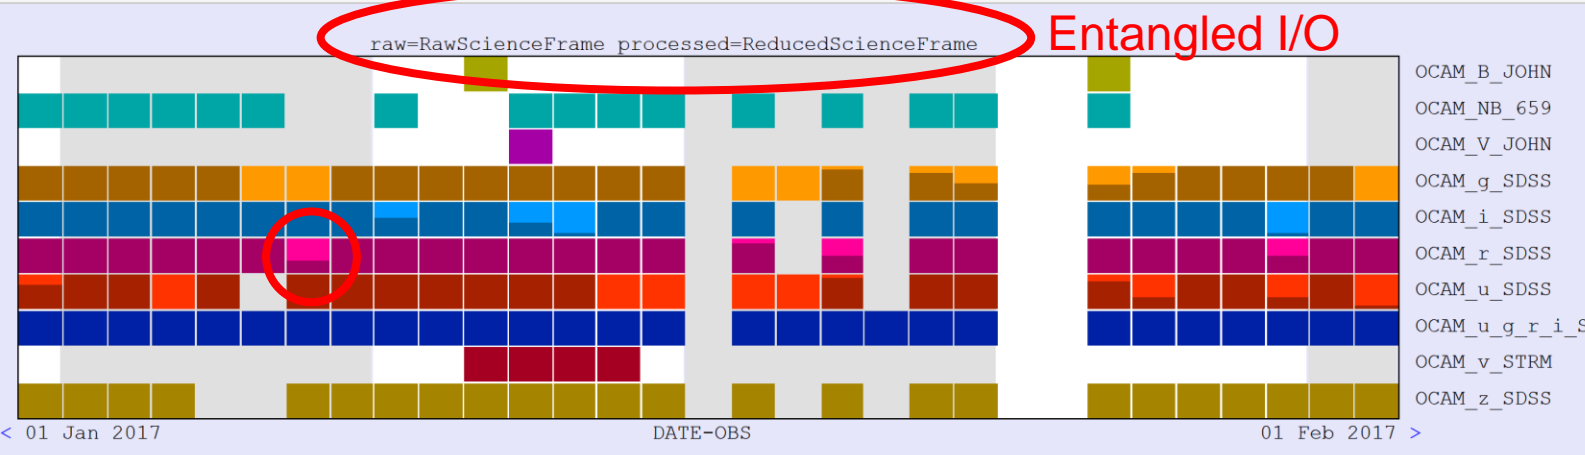 Entangled I/O
raw=RawScienceFrame processed=ReducedScienceFrame
OCAM_B_JOHN
OCAM_NB_659
OCAM_V_JOHN
OCAM_g_SDSS
OCAM_i_SDSS
OCAM_r_SDSS
OCAM_u_SDSS
OCAM_u_g_r_i_S
OCAM_v_STRM
OCAM_z_SDSS
< 01 Jan 2017 DATE-OBS 01 Feb 2017 >